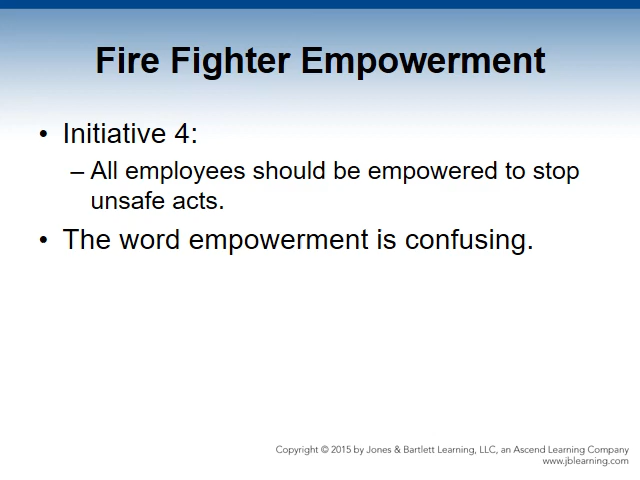 Fire Fighter Empowerment
• Initiative 4:
– All employees should be empowered to stop
unsafe acts.
• The word empowerment is confusing.
Copyright © 2015 by Jones & Bartlett Learning, LLC, an Ascend Learning Company
www.jblearning.com